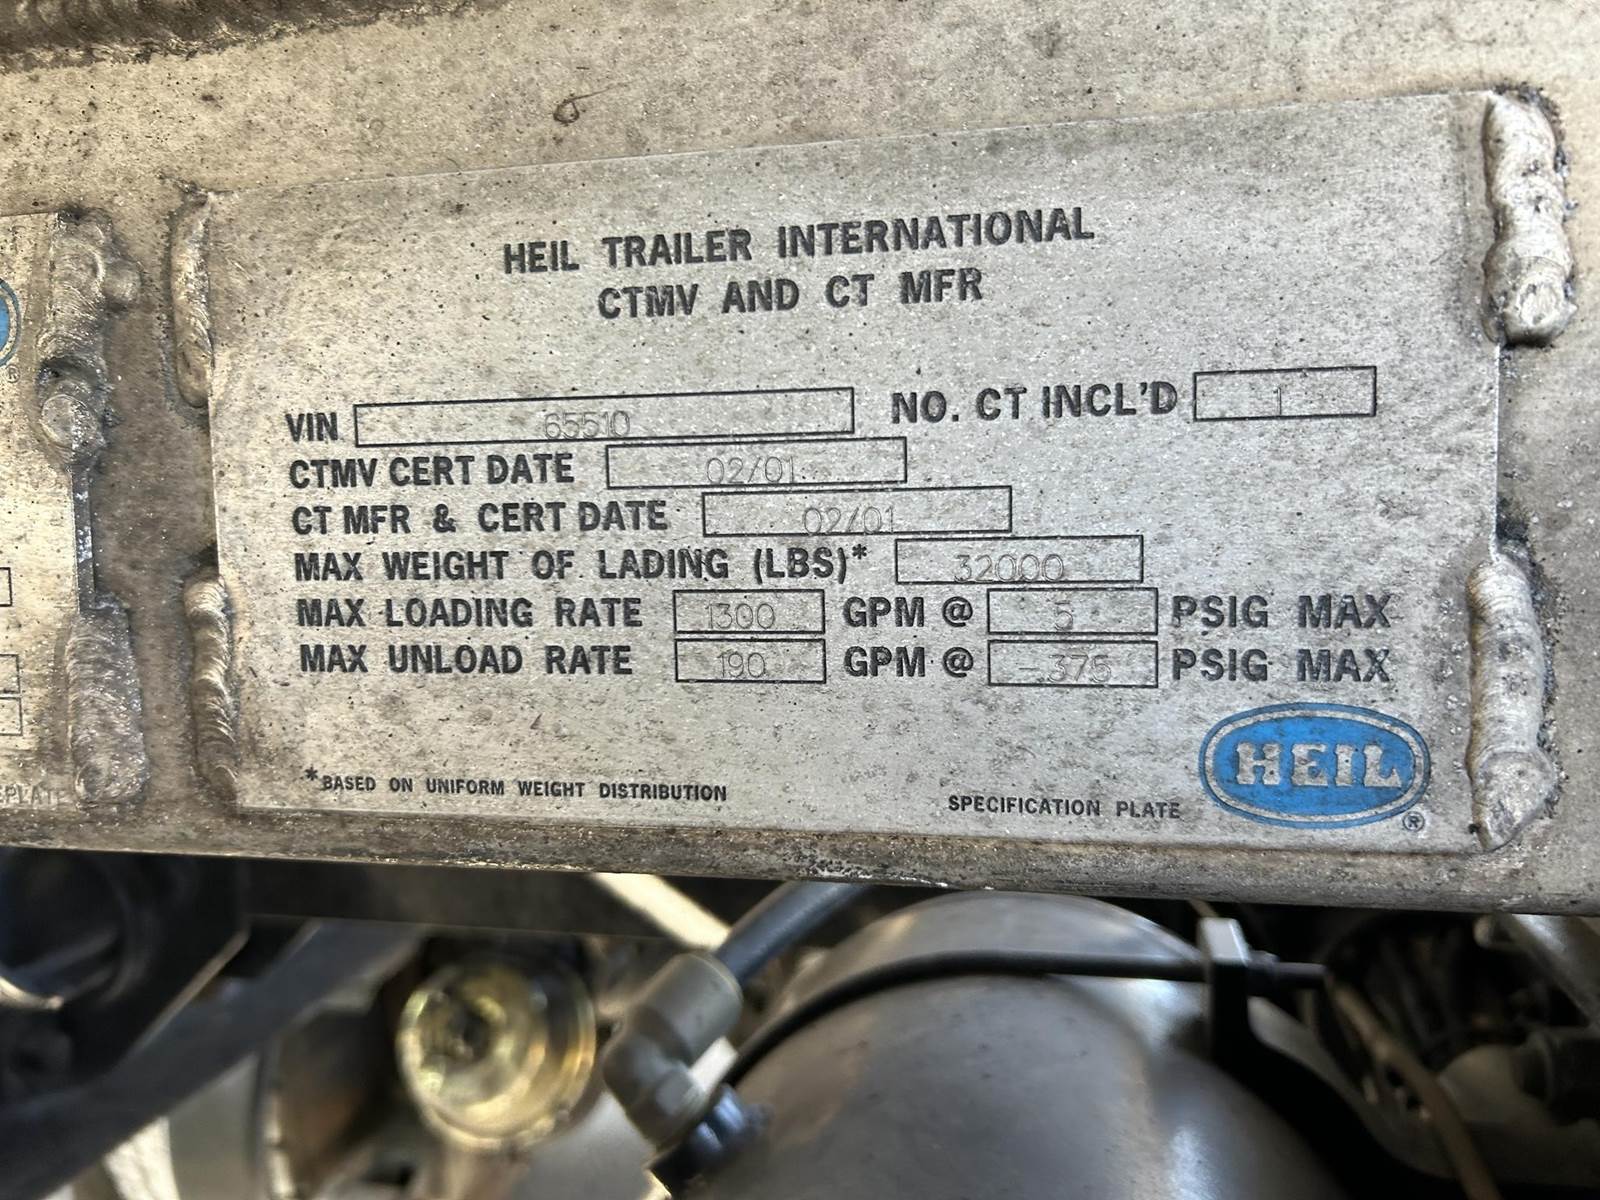 HEIL TRAILER INTERNATIONAL
CTMV AND CT MFR
VIN 65510 NO. CT INCL'D 1
CTMV CERT DATE 02/01
CT MFR & CERT DATE 02/01
MAX WEIGHT OF LADING (LBS)* 32000
MAX LOADING RATE 1300 GPM @ 5 PSIG MAX
MAX UNLOAD RATE 190 GPM @ -.375 PSIG MAX
*BASED ON UNIFORM WEIGHT DISTRIBUTION
SPECIFICATION PLATE
HEIL ®